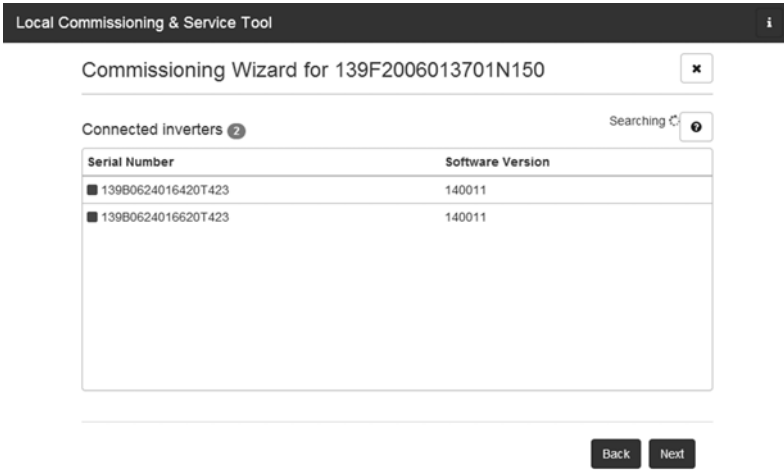 Local Commissioning & Service Tool
i
Commissioning Wizard for 139F2006013701N150
Connected inverters 2
Searching
Serial Number Software Version
139B0624016420T423 140011
139B0624016620T423 140011
Back Next